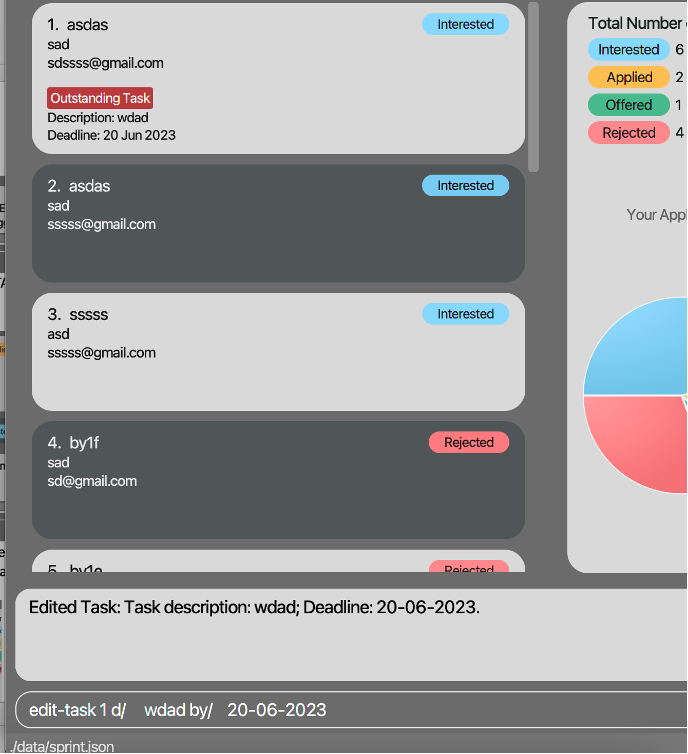 1. asdas
Interested
sad
sdssss@gmail.com
Outstanding Task
Description: wdad
Deadline: 20 Jun 2023
2. asdas
Interested
sad
sssss@gmail.com
3. sssss
Interested
asd
sssss@gmail.com
4. by1f
Rejected
sad
sd@gmail.com
5. by1e
Rejected
Total Number
Interested 6
Applied 2
Offered 1
Rejected 4
Your Appl
Edited Task: Task description: wdad; Deadline: 20-06-2023.
edit-task 1 d/ wdad by/ 20-06-2023
./data/sprint.json